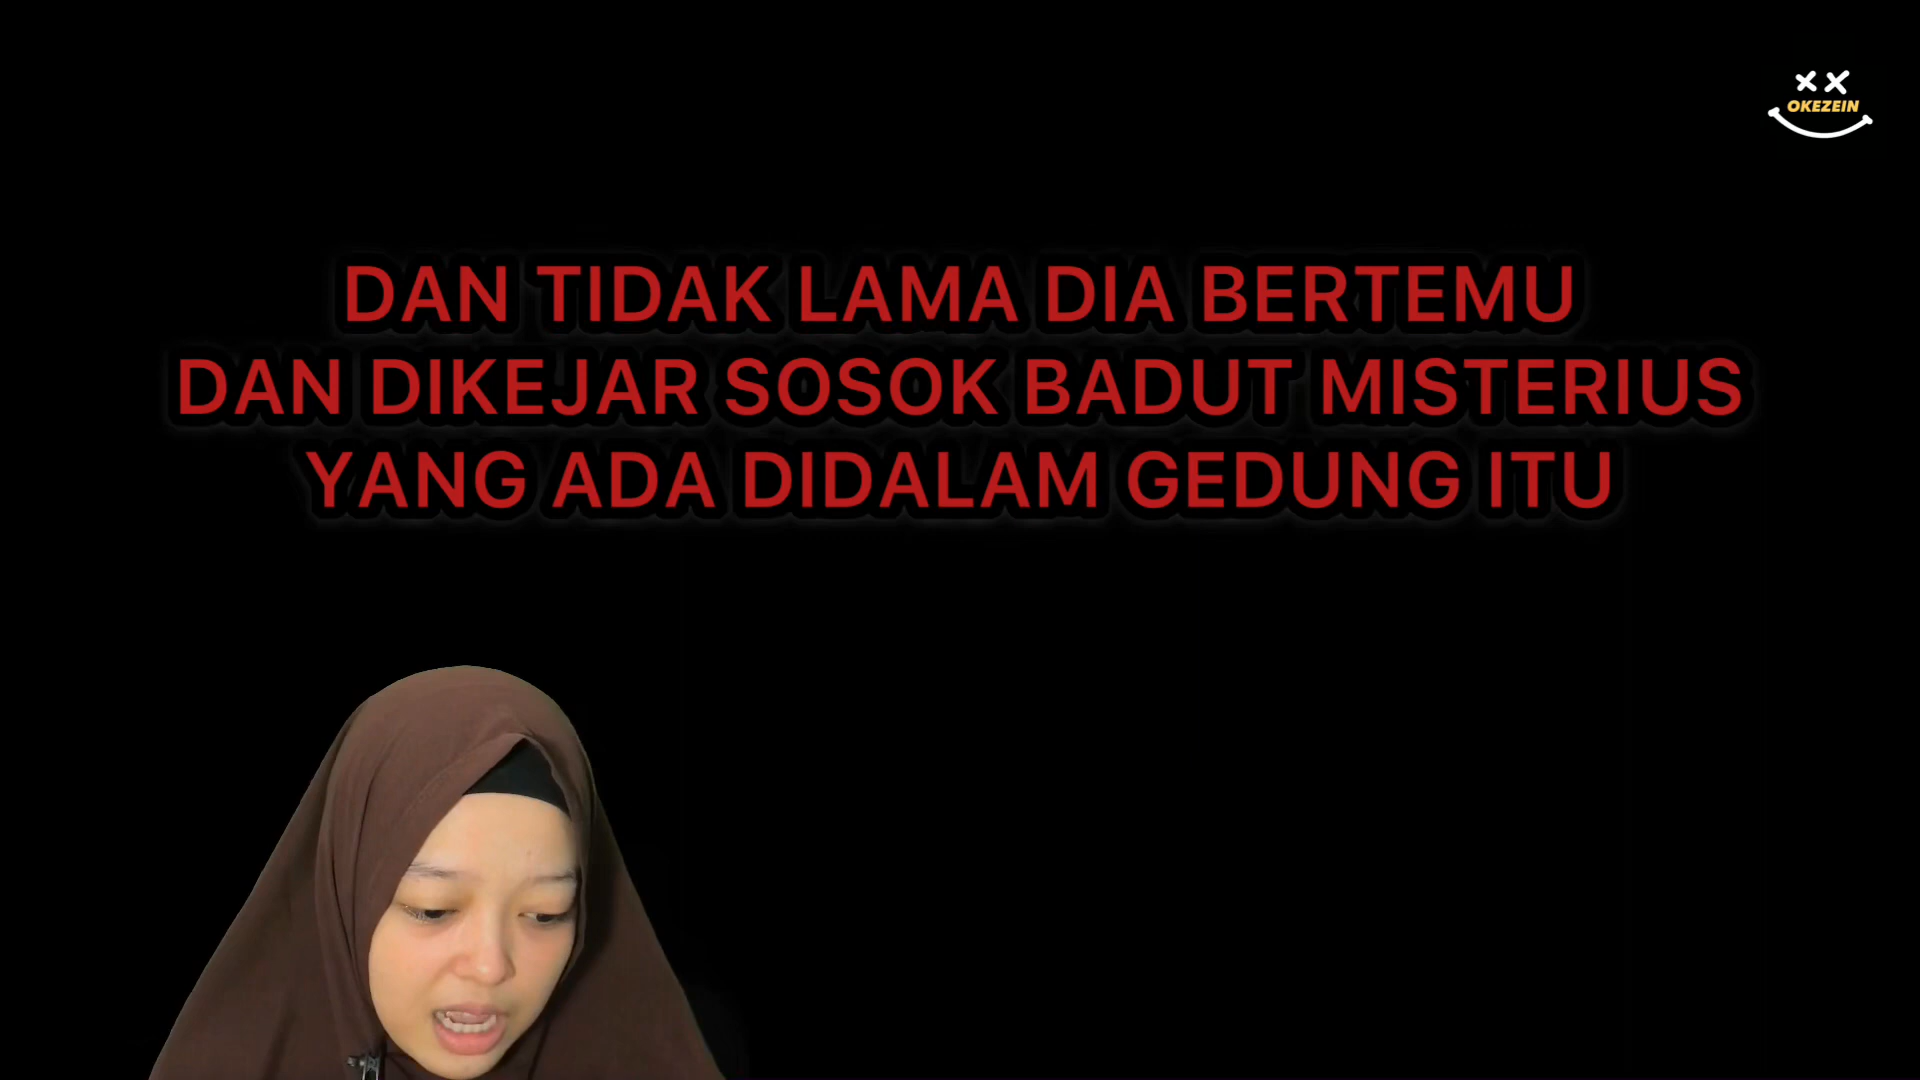 OKEZEIN
DAN TIDAK LAMA DIA BERTEMU
DAN DIKEJAR SOSOK BADUT MISTERIUS
YANG ADA DIDALAM GEDUNG ITU